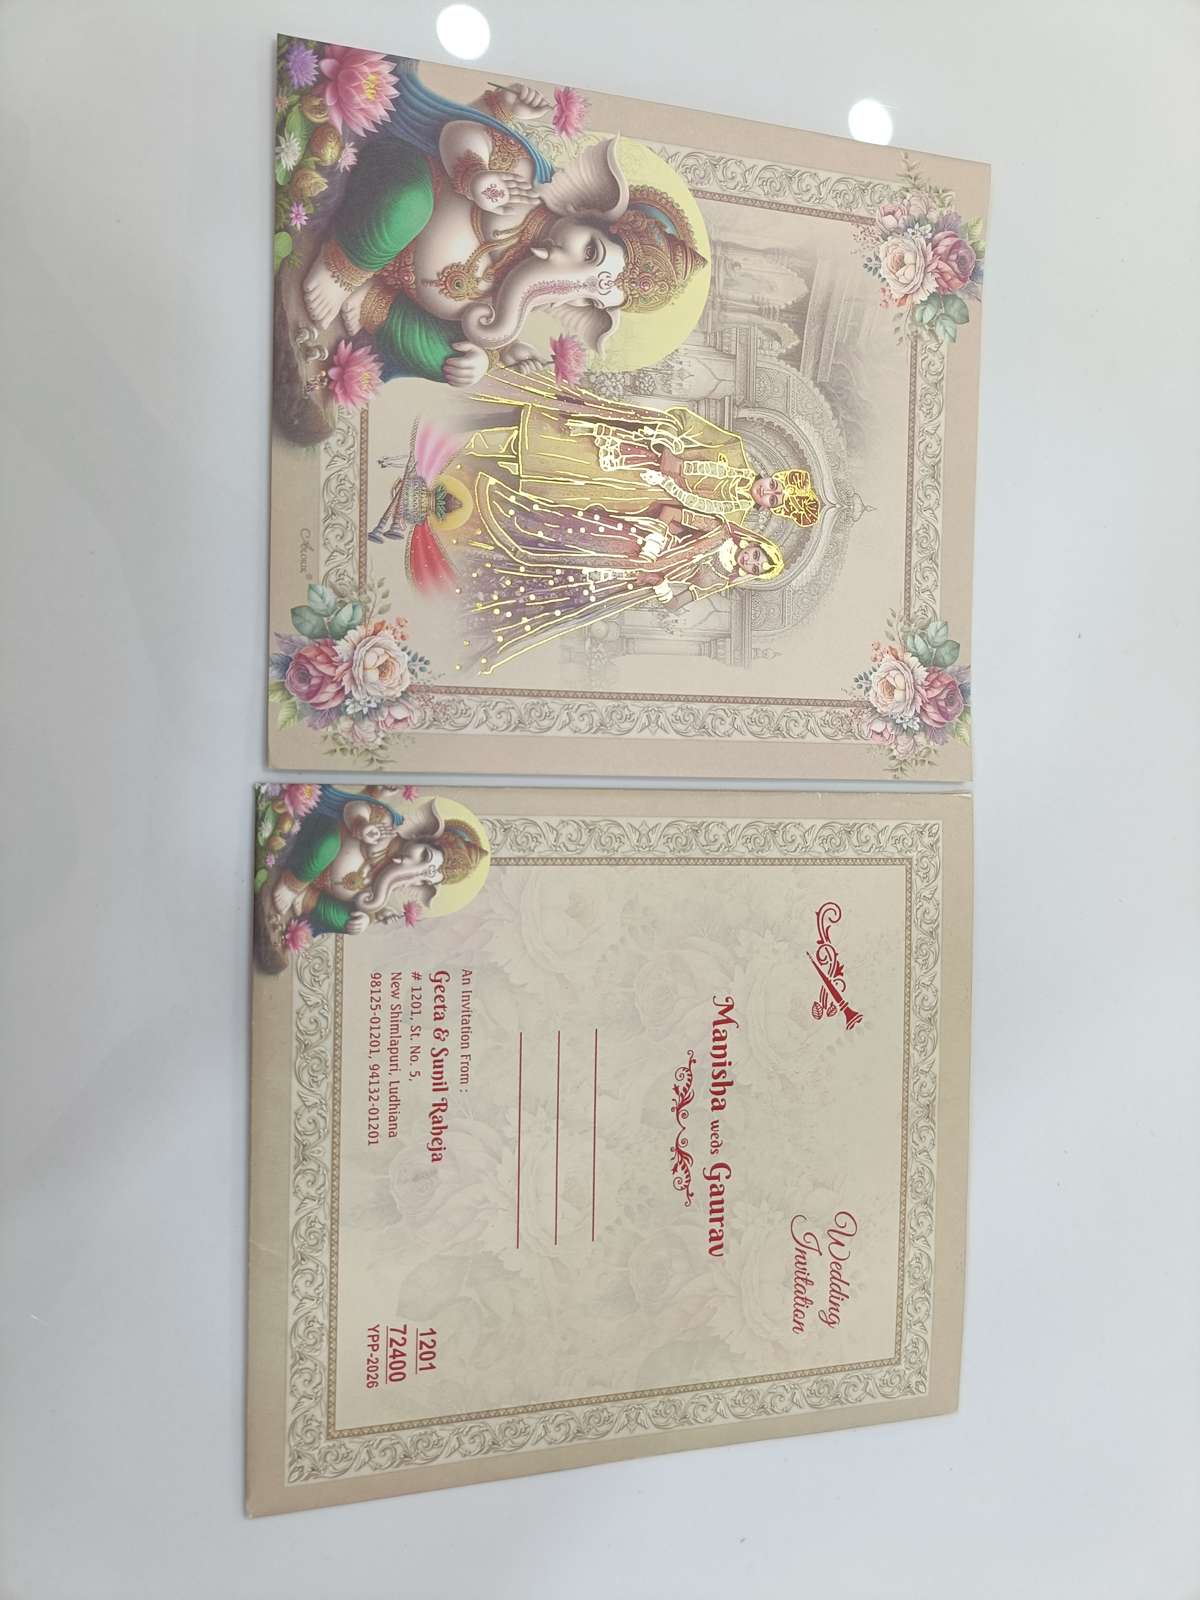 Wedding
Invitation
Manisha weds Gaurav
An Invitation From :
Geeta & Sunil Raheja
# 1201, St. No. 5,
New Shimlapuri, Ludhiana
98125-01201, 94132-01201
1201
72400
YPP-2026